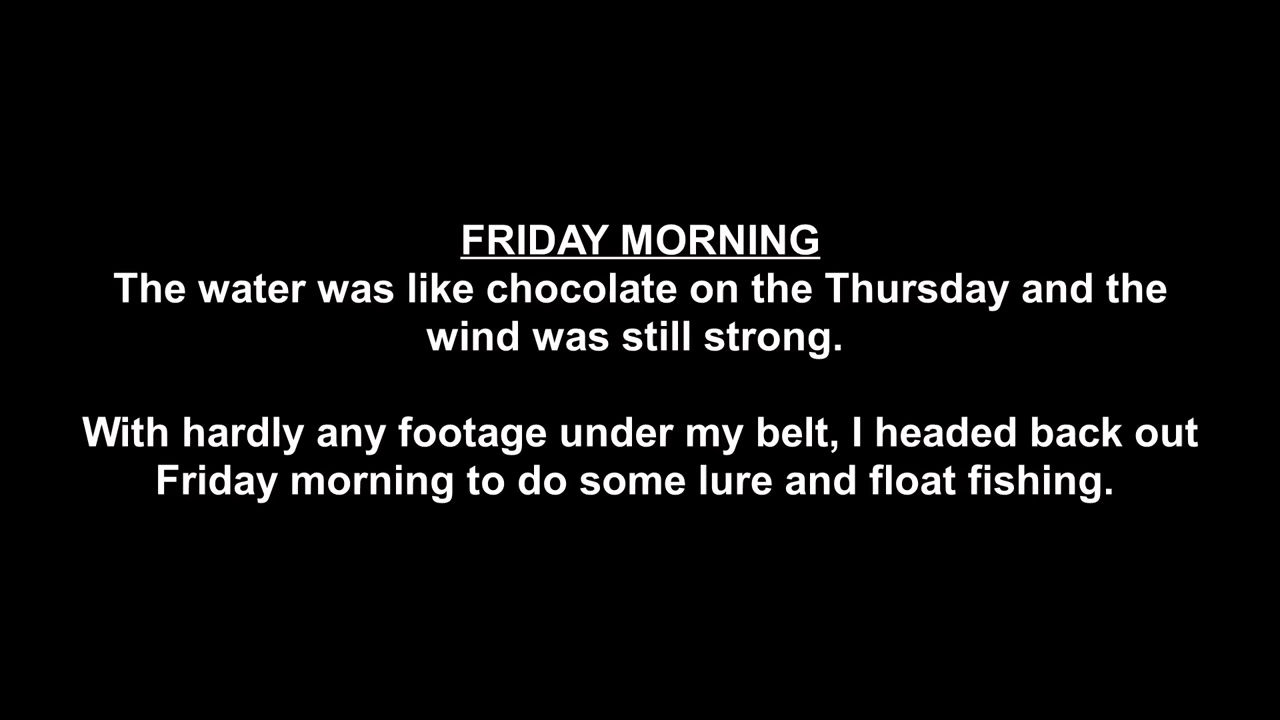 FRIDAY MORNING
The water was like chocolate on the Thursday and the
wind was still strong.
With hardly any footage under my belt, I headed back out
Friday morning to do some lure and float fishing.